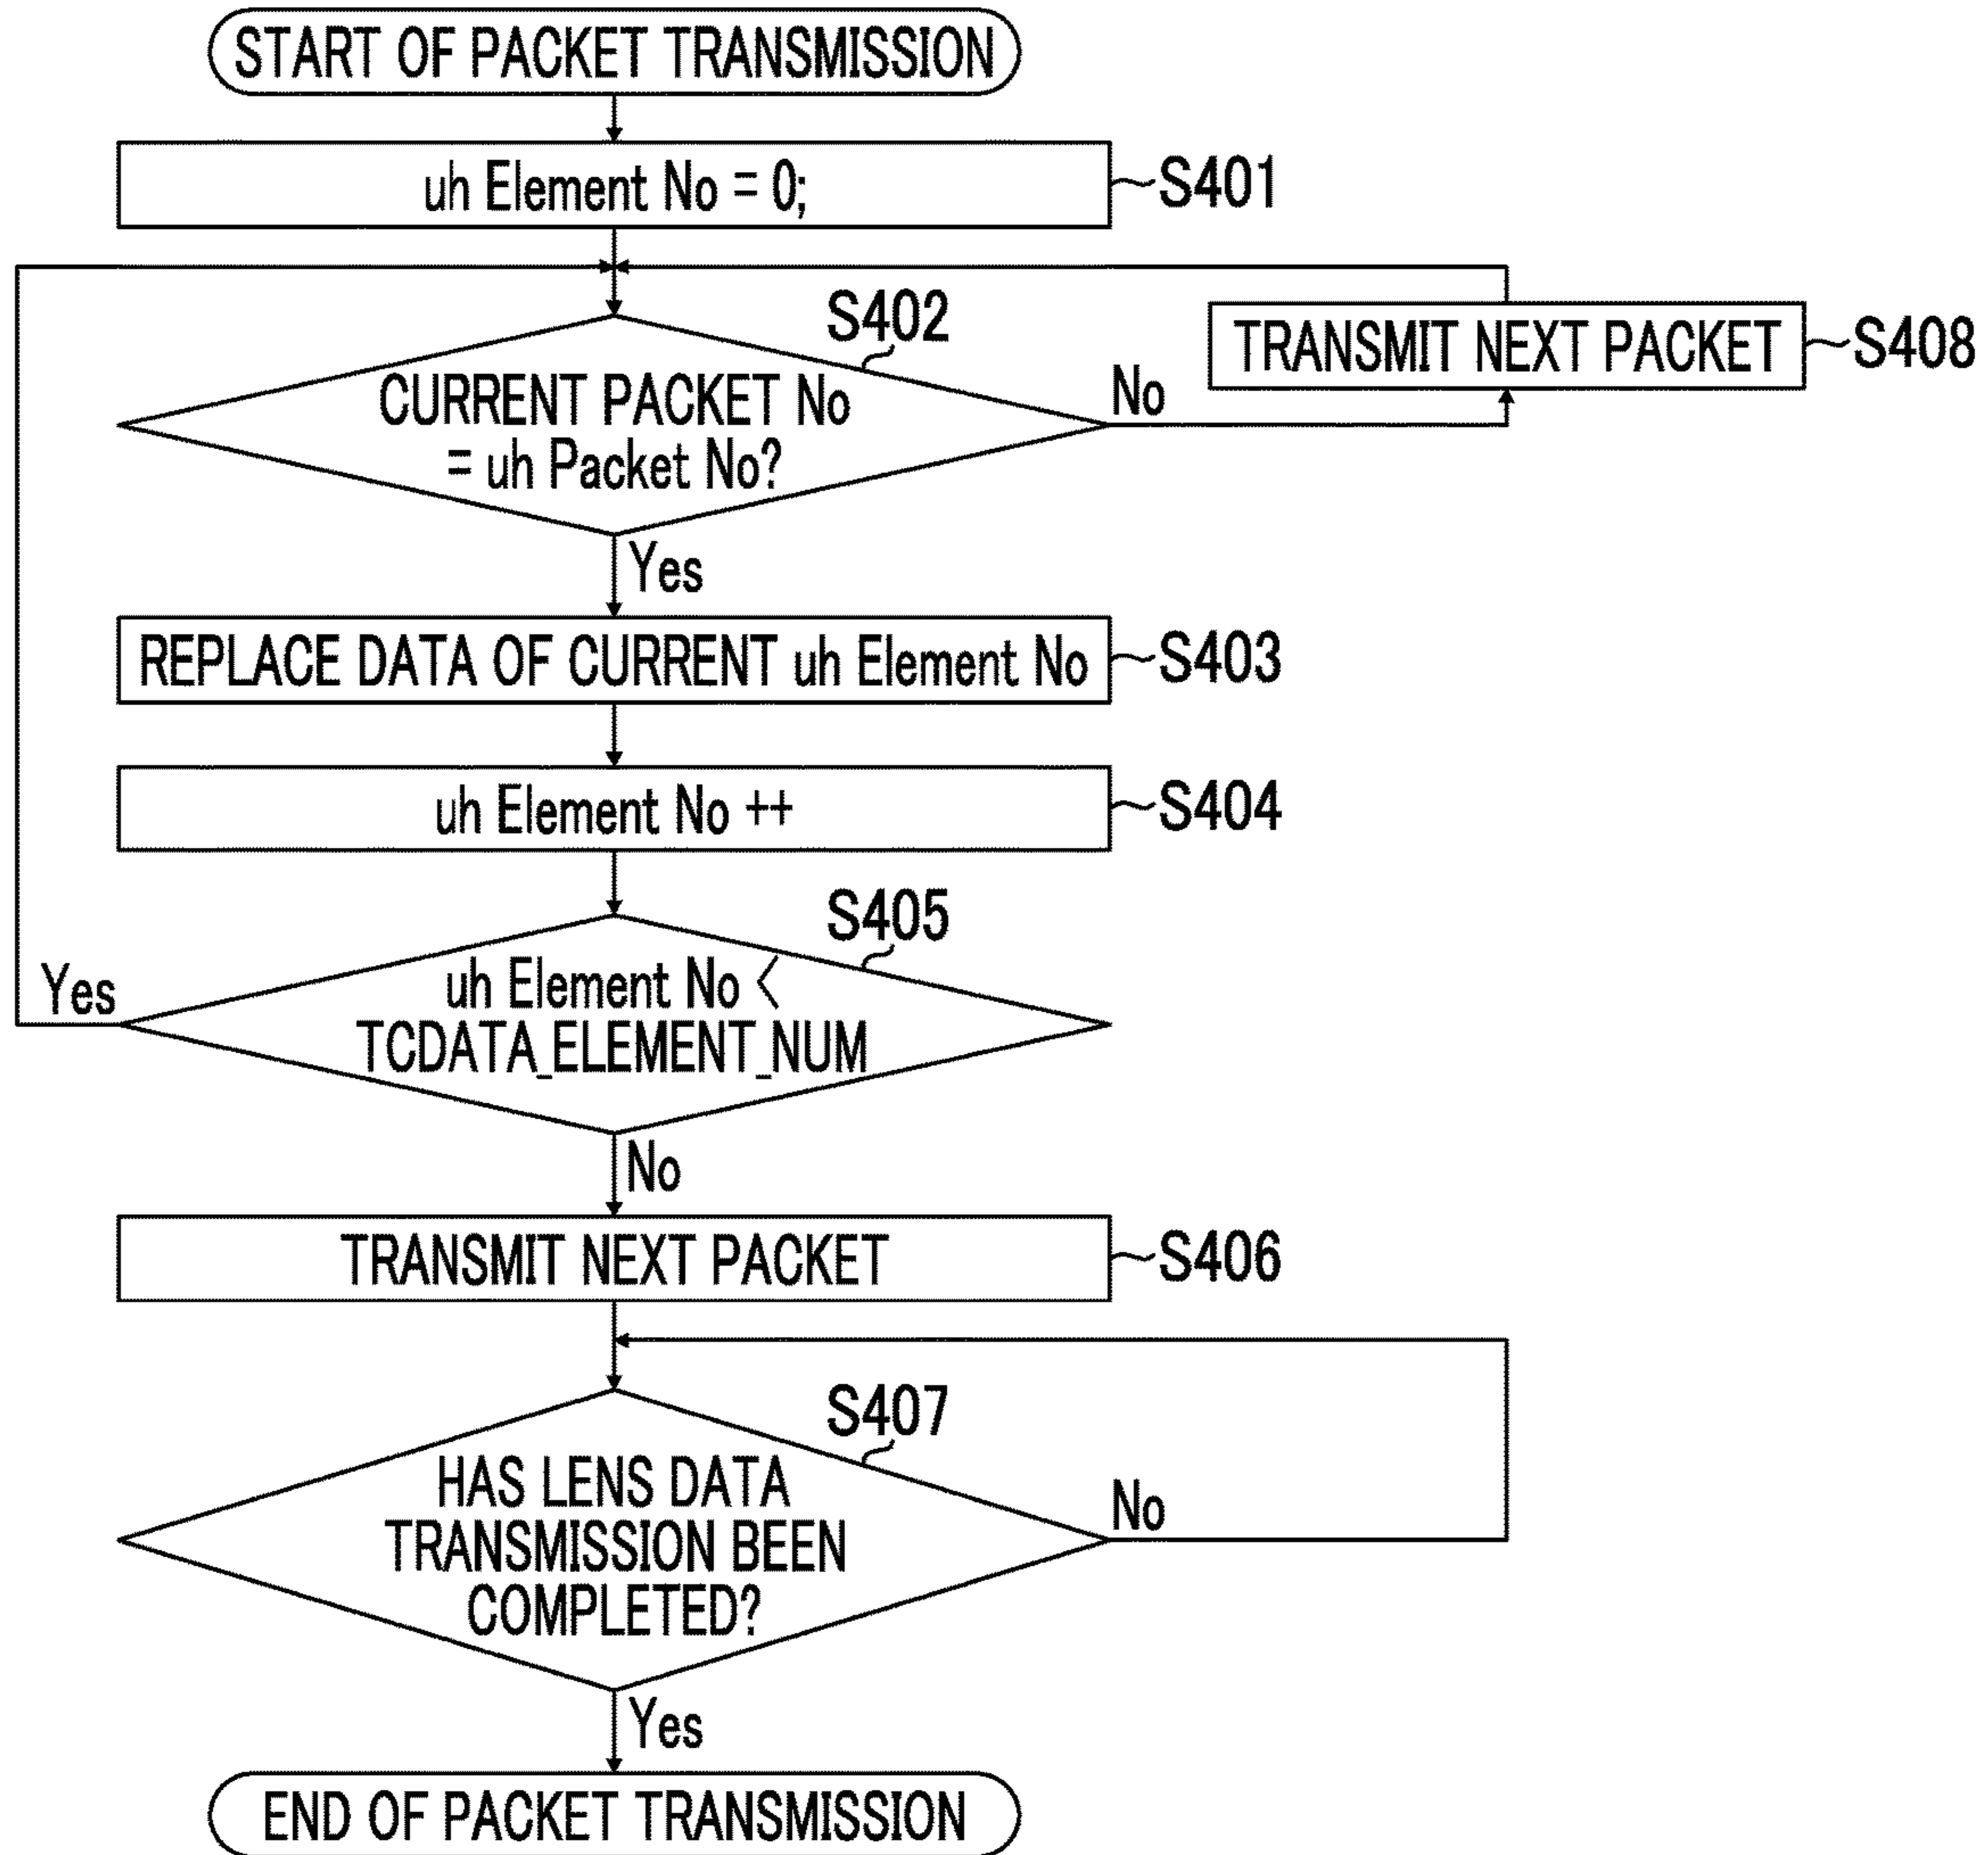 START OF PACKET TRANSMISSION
uh Element No = 0;
S401
S402
CURRENT PACKET No
= uh Packet No?
No
TRANSMIT NEXT PACKET
S408
Yes
REPLACE DATA OF CURRENT uh Element No
S403
uh Element No ++
S404
S405
uh Element No <
TCDATA_ELEMENT_NUM
Yes
No
TRANSMIT NEXT PACKET
S406
S407
HAS LENS DATA
TRANSMISSION BEEN
COMPLETED?
No
Yes
END OF PACKET TRANSMISSION